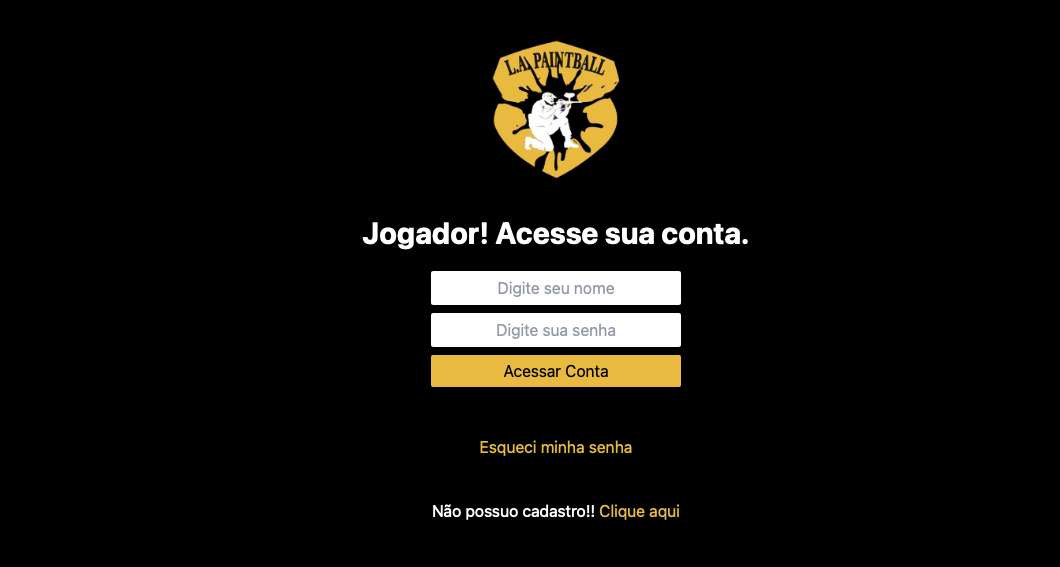 L.A. PAINTBALL
Jogador! Acesse sua conta.
Digite seu nome
Digite sua senha
Acessar Conta
Esqueci minha senha
Não possuo cadastro!! Clique aqui